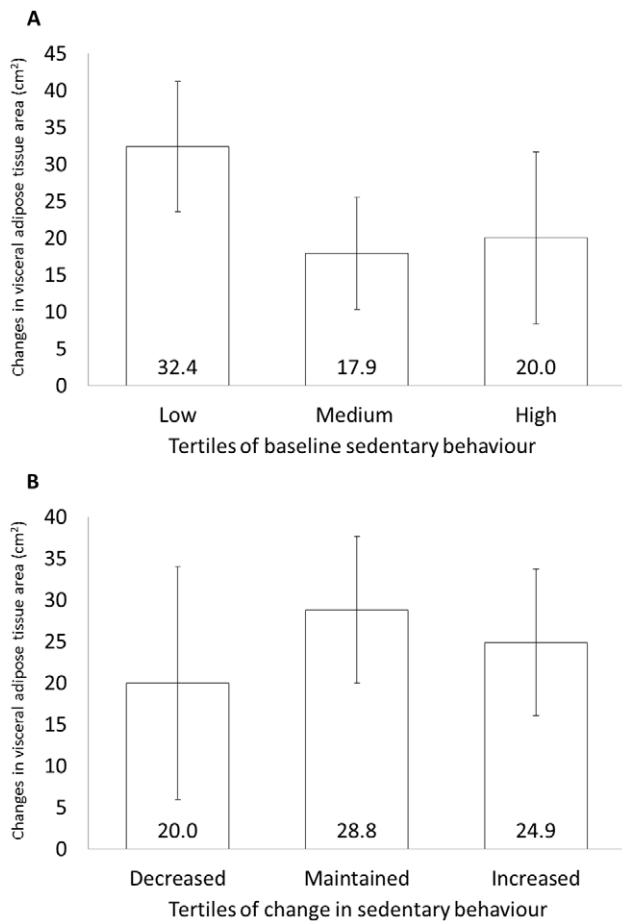 A
Changes in visceral adipose tissue area (cm²)
45
40
35
30
25
20
15
10
5
0
32.4 17.9 20.0
Low Medium High
Tertiles of baseline sedentary behaviour
B
Changes in visceral adipose tissue area (cm²)
40
35
30
25
20
15
10
5
0
20.0 28.8 24.9
Decreased Maintained Increased
Tertiles of change in sedentary behaviour